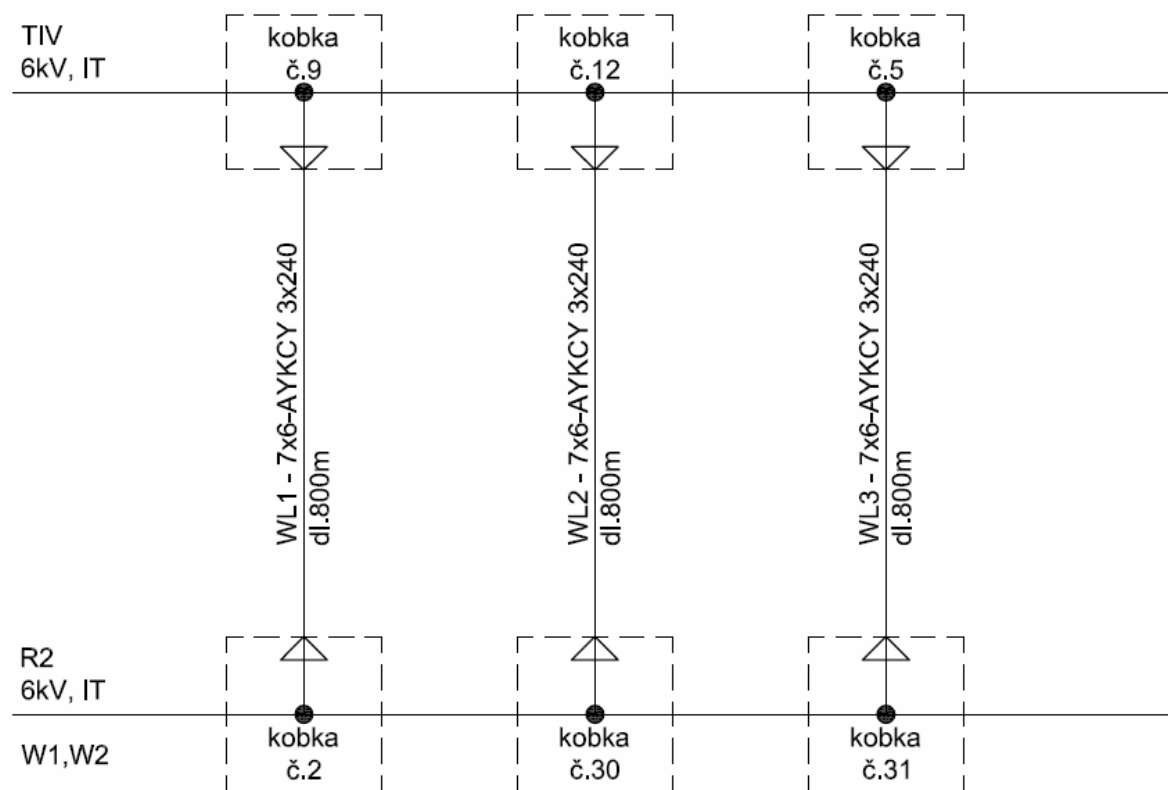 TIV
6kV, IT
kobka
č.9
kobka
č.12
kobka
č.5
WL1 - 7x6-AYKCY 3x240
dl.800m
WL2 - 7x6-AYKCY 3x240
dl.800m
WL3 - 7x6-AYKCY 3x240
dl.800m
R2
6kV, IT
W1,W2
kobka
č.2
kobka
č.30
kobka
č.31